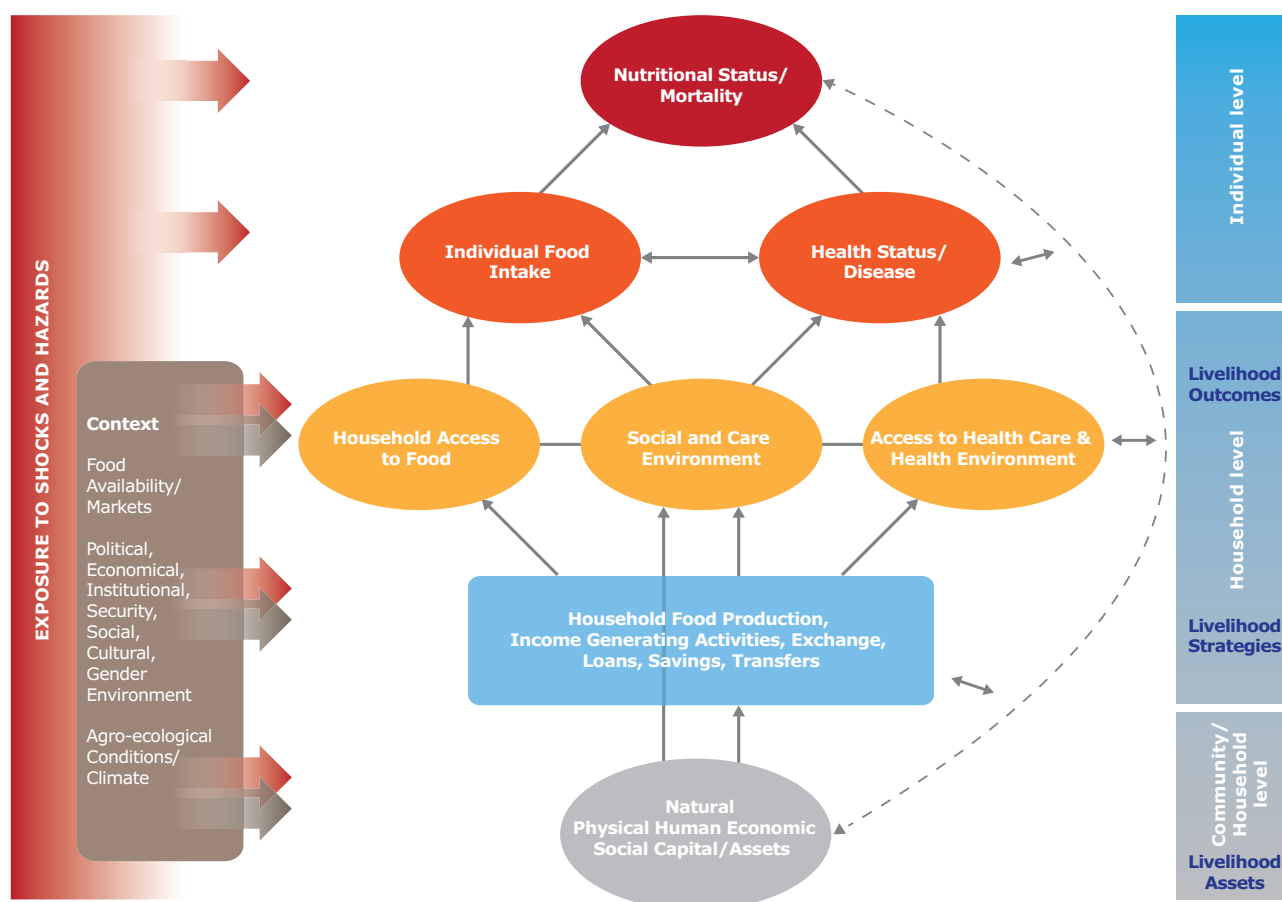 EXPOSURE TO SHOCKS AND HAZARDS
Context
Food
Availability/
Markets
Political,
Economical,
Institutional,
Security,
Social,
Cultural,
Gender
Environment
Agro-ecological
Conditions/
Climate
Nutritional Status/
Mortality
Individual Food
Intake
Health Status/
Disease
Household Access
to Food
Social and Care
Environment
Access to Health Care &
Health Environment
Household Food Production,
Income Generating Activities, Exchange,
Loans, Savings, Transfers
Natural
Physical Human Economic
Social Capital/Assets
Individual level
Livelihood
Outcomes
Household level
Livelihood
Strategies
Community/
Household
level
Livelihood
Assets